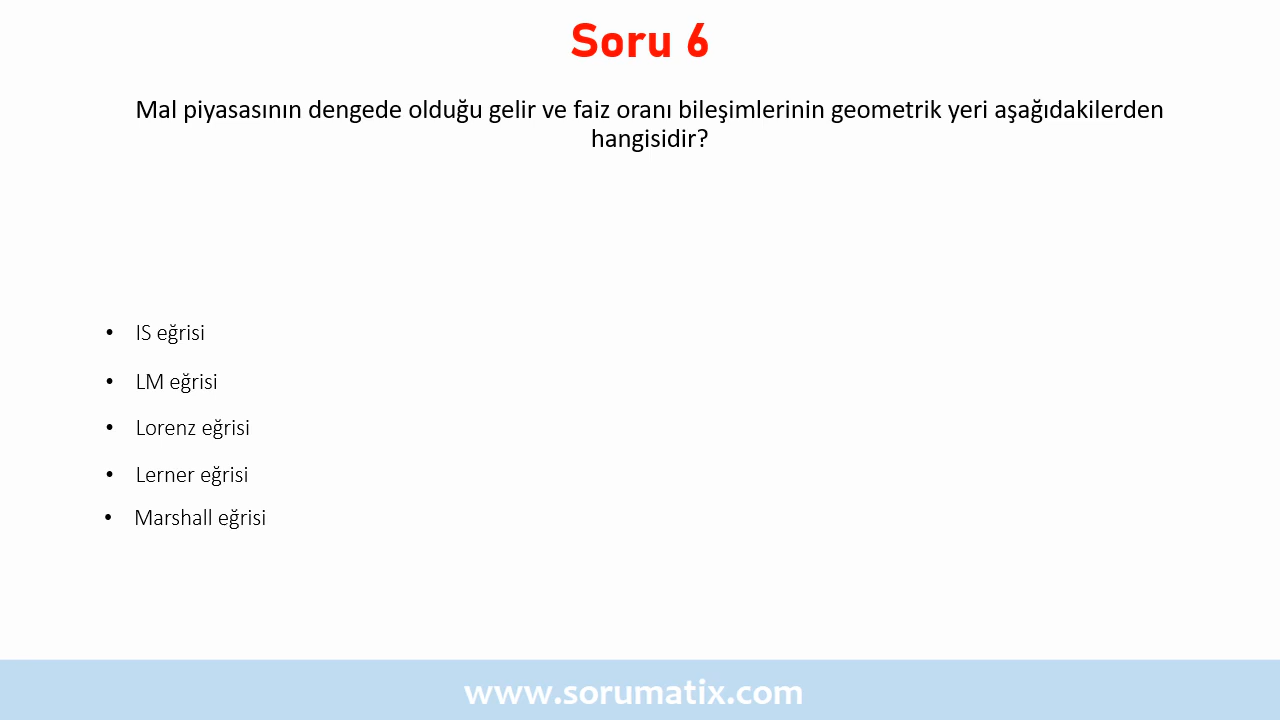 Soru 6
Mal piyasasının dengede olduğu gelir ve faiz oranı bileşimlerinin geometrik yeri aşağıdakilerden
hangisidir?
• IS eğrisi
• LM eğrisi
• Lorenz eğrisi
• Lerner eğrisi
• Marshall eğrisi
www.sorumatix.com